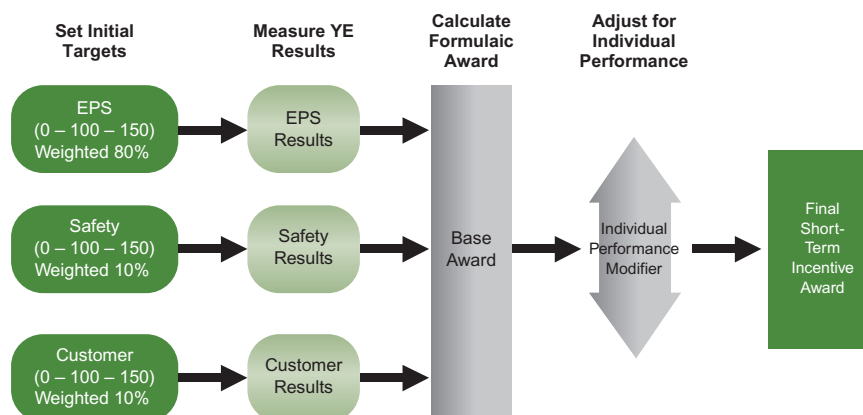 Set Initial
Targets
Measure YE
Results
Calculate
Formulaic
Award
Adjust for
Individual
Performance
EPS
(0 – 100 – 150)
Weighted 80%
EPS
Results
Safety
(0 – 100 – 150)
Weighted 10%
Safety
Results
Customer
(0 – 100 – 150)
Weighted 10%
Customer
Results
Base
Award
Individual
Performance
Modifier
Final
Short-
Term
Incentive
Award